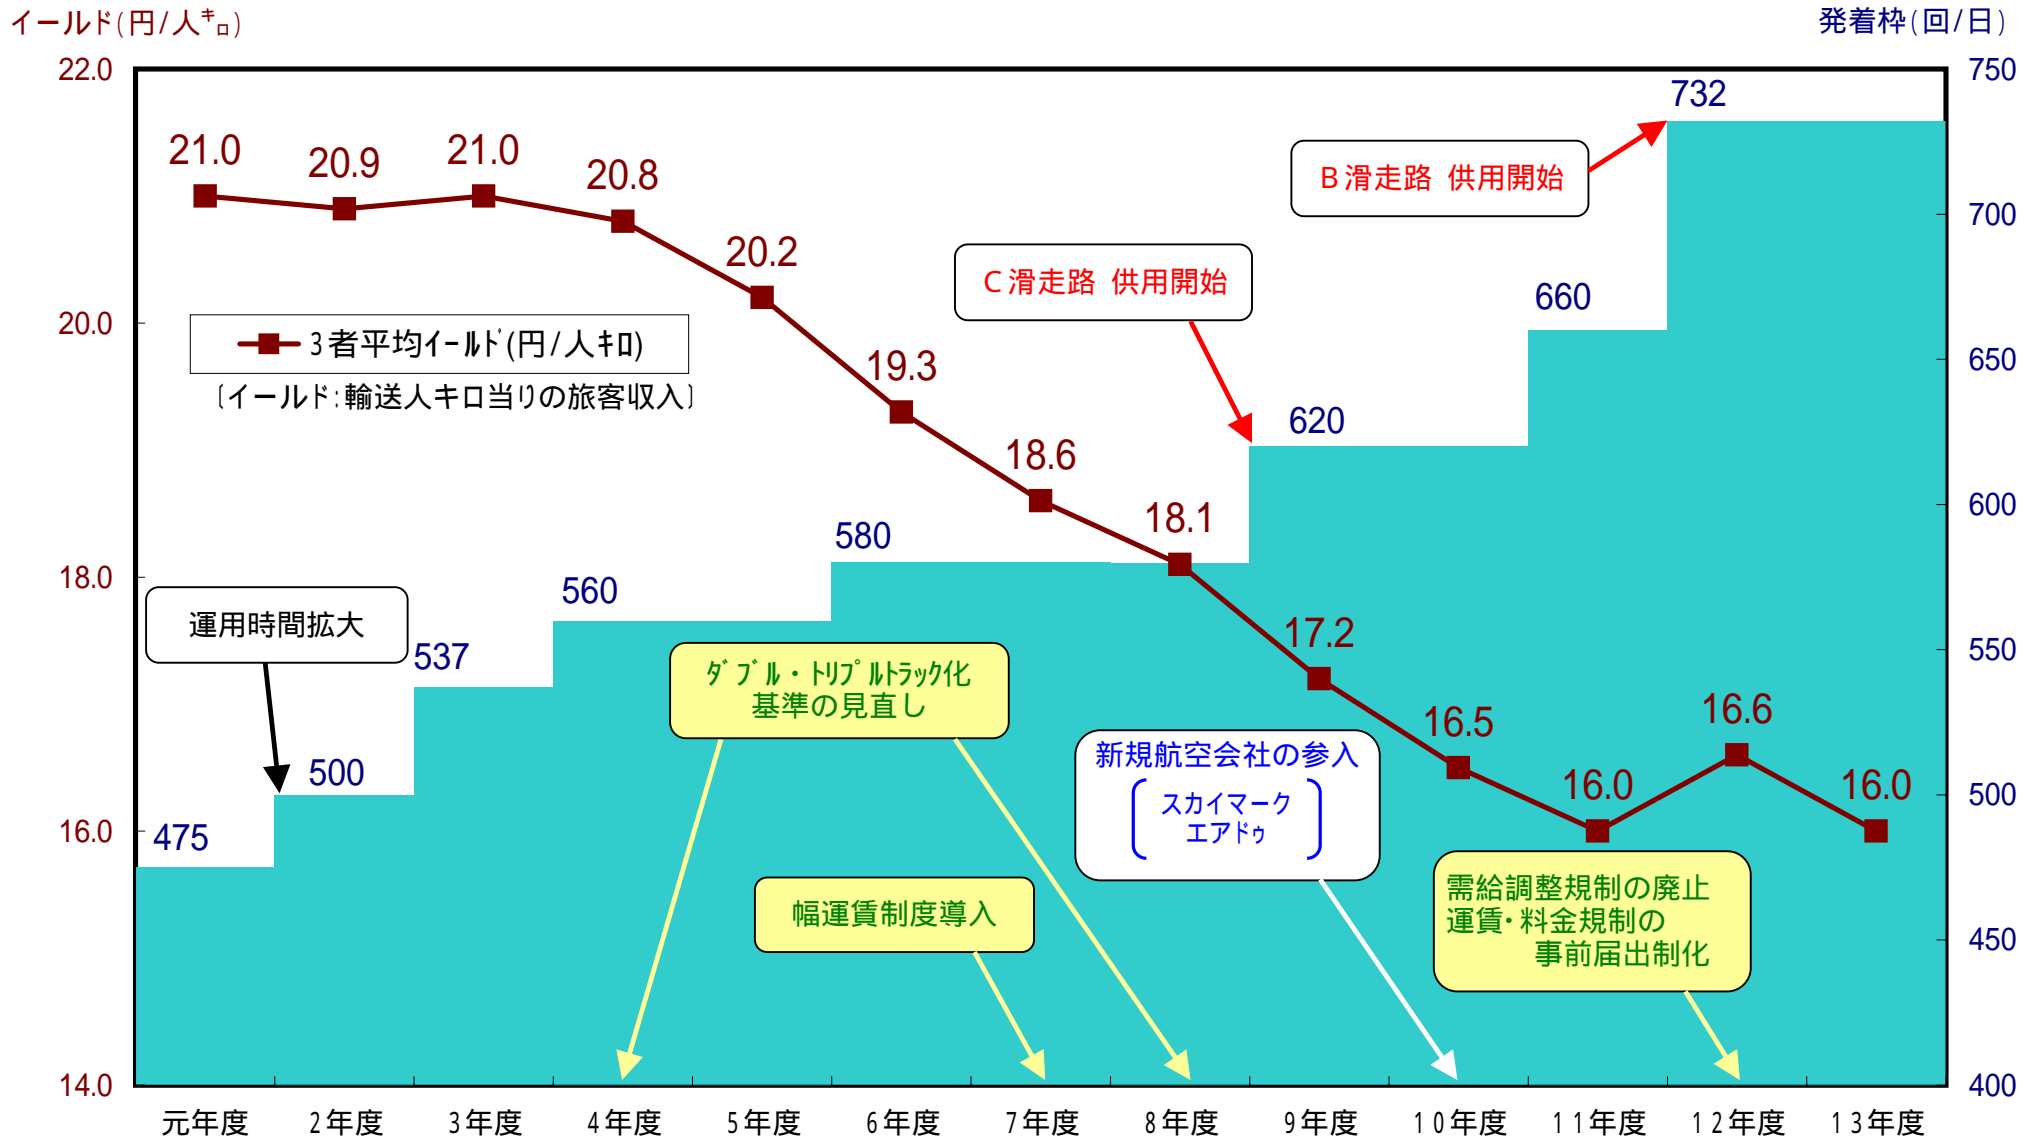 イールド(円/人キロ)
発着枠(回/日)
22.0
20.0
18.0
16.0
14.0
750
700
650
600
550
500
450
400
21.0
20.9
21.0
20.8
20.2
19.3
18.6
18.1
17.2
16.5
16.0
16.6
16.0
475
500
537
560
580
620
660
732
3者平均イールド(円/人キロ)
〔イールド:輸送人キロ当りの旅客収入〕
運用時間拡大
C滑走路 供用開始
B滑走路 供用開始
ダブル・トリプルトラック化
基準の見直し
幅運賃制度導入
新規航空会社の参入
スカイマーク
エアドゥ
需給調整規制の廃止
運賃・料金規制の
事前届出制化
元年度
2年度
3年度
4年度
5年度
6年度
7年度
8年度
9年度
10年度
11年度
12年度
13年度